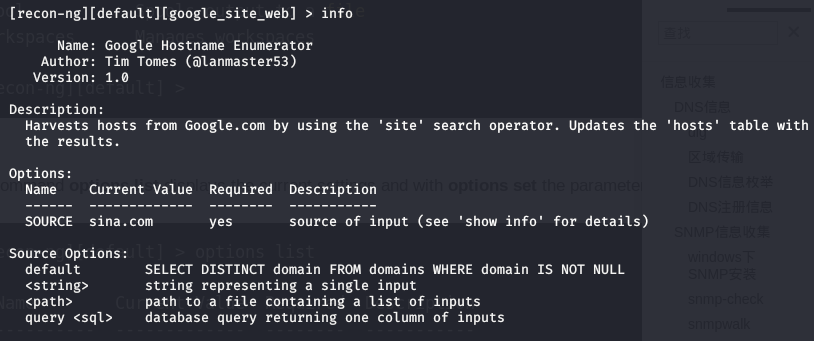 [recon-ng][default][google_site_web] > info
Name: Google Hostname Enumerator
Author: Tim Tomes (@lanmaster53)
Version: 1.0
Description:
Harvests hosts from Google.com by using the 'site' search operator. Updates the 'hosts' table with
the results.
Options:
Name Current Value Required Description
------ ------------- -------- -----------
SOURCE sina.com yes source of input (see 'show info' for details)
Source Options:
default SELECT DISTINCT domain FROM domains WHERE domain IS NOT NULL
<string> string representing a single input
<path> path to a file containing a list of inputs
query <sql> database query returning one column of inputs
查找
信息收集
DNS信息
区域传输
DNS信息枚举
DNS注册信息
SNMP信息收集
windows下
SNMP安装
snmp-check
snmpwalk